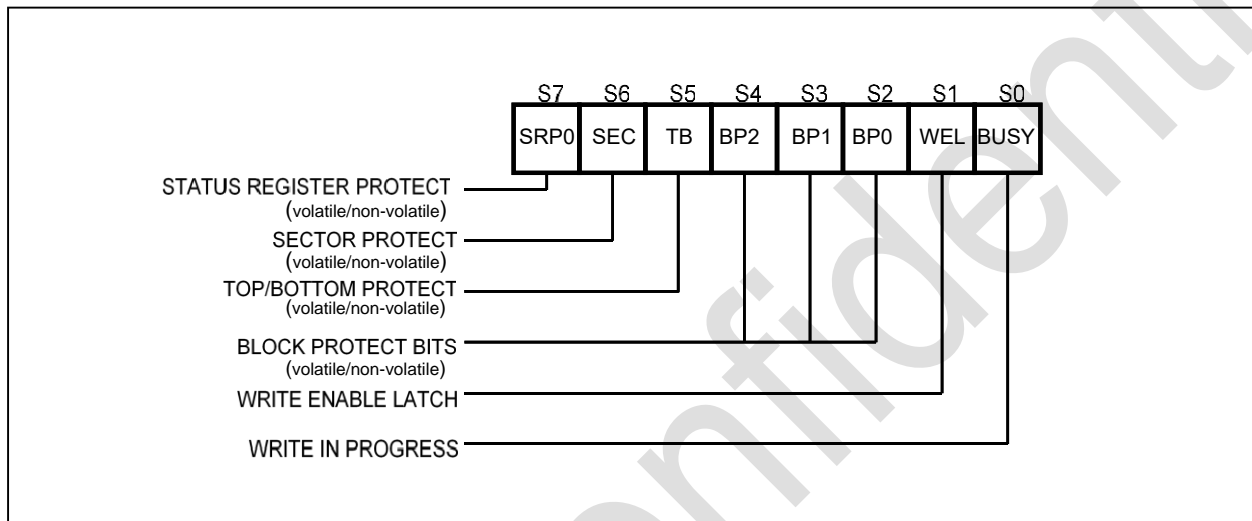 S7 S6 S5 S4 S3 S2 S1 S0
SRP0 SEC TB BP2 BP1 BP0 WEL BUSY
STATUS REGISTER PROTECT
(volatile/non-volatile)
SECTOR PROTECT
(volatile/non-volatile)
TOP/BOTTOM PROTECT
(volatile/non-volatile)
BLOCK PROTECT BITS
(volatile/non-volatile)
WRITE ENABLE LATCH
WRITE IN PROGRESS